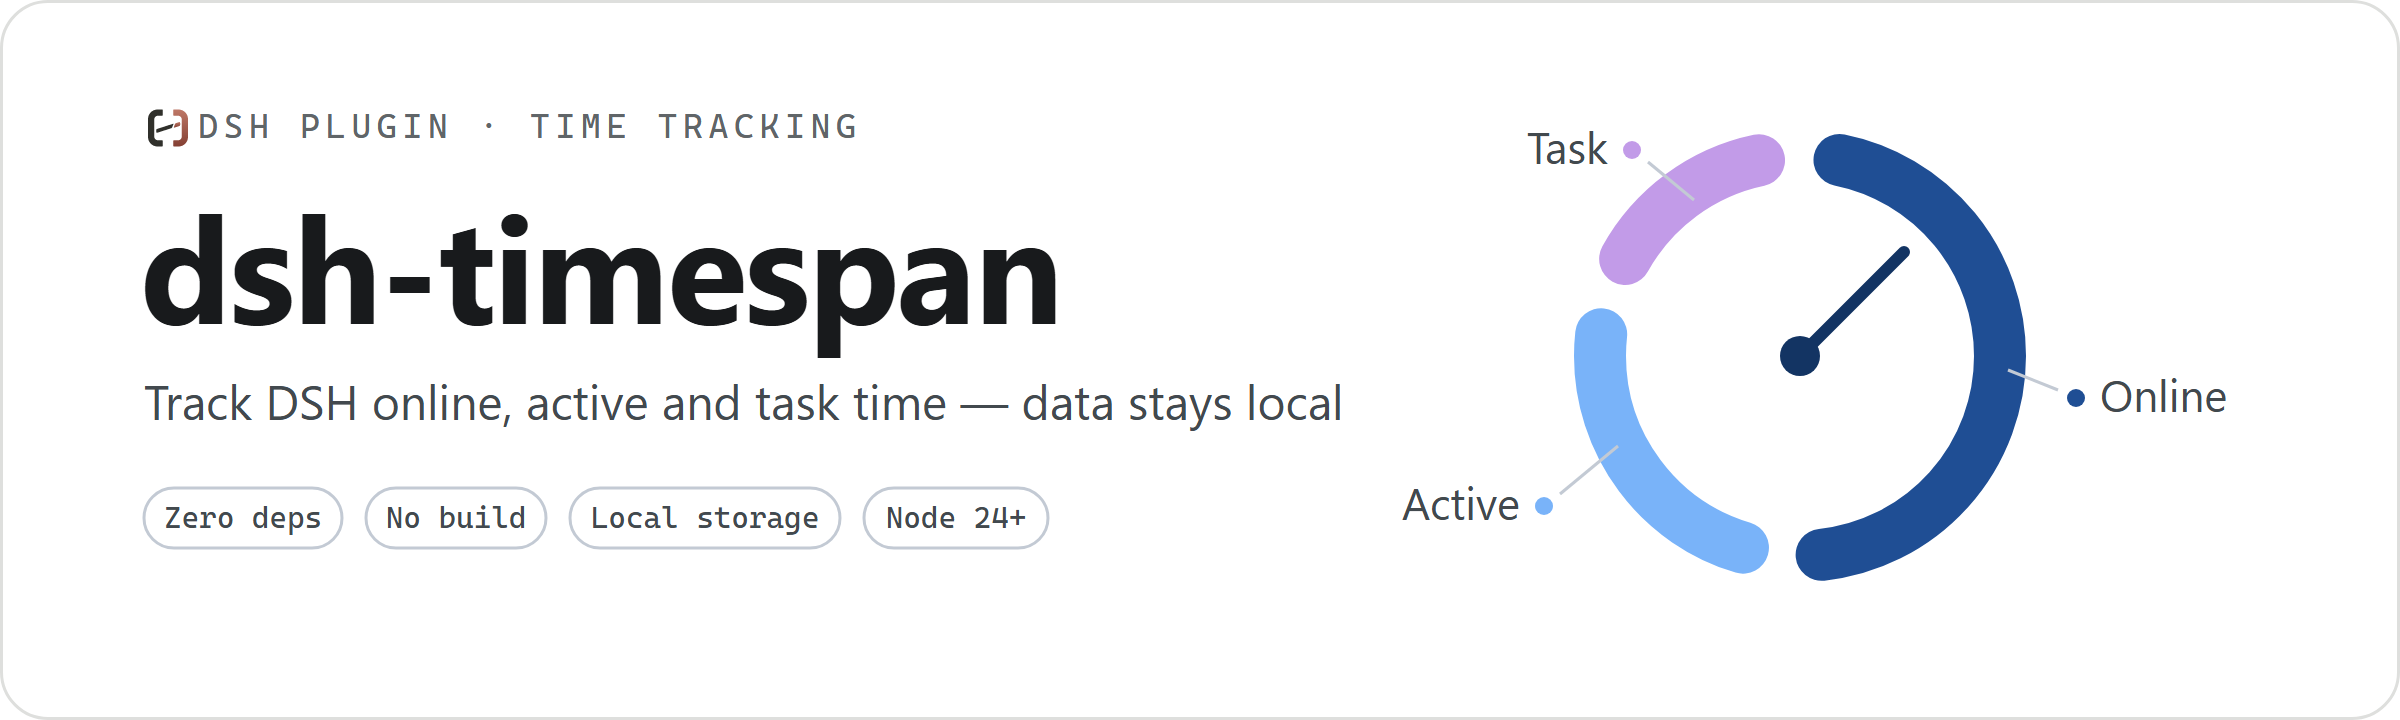 DSH PLUGIN · TIME TRACKING
dsh-timespan
Track DSH online, active and task time — data stays local
Zero deps
No build
Local storage
Node 24+
Task
Online
Active